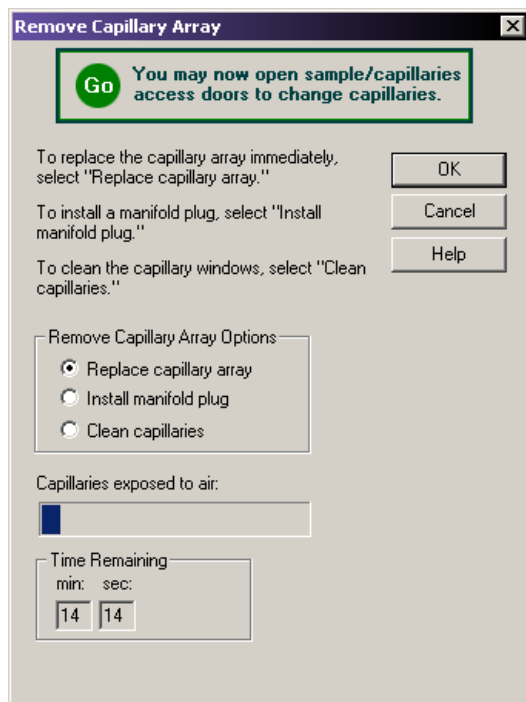 Remove Capillary Array
Go
You may now open sample/capillaries
access doors to change capillaries.
To replace the capillary array immediately,
select "Replace capillary array."
To install a manifold plug, select "Install
manifold plug."
To clean the capillary windows, select "Clean
capillaries."
OK
Cancel
Help
Remove Capillary Array Options
Replace capillary array
Install manifold plug
Clean capillaries
Capillaries exposed to air:
Time Remaining
min: sec:
14 14